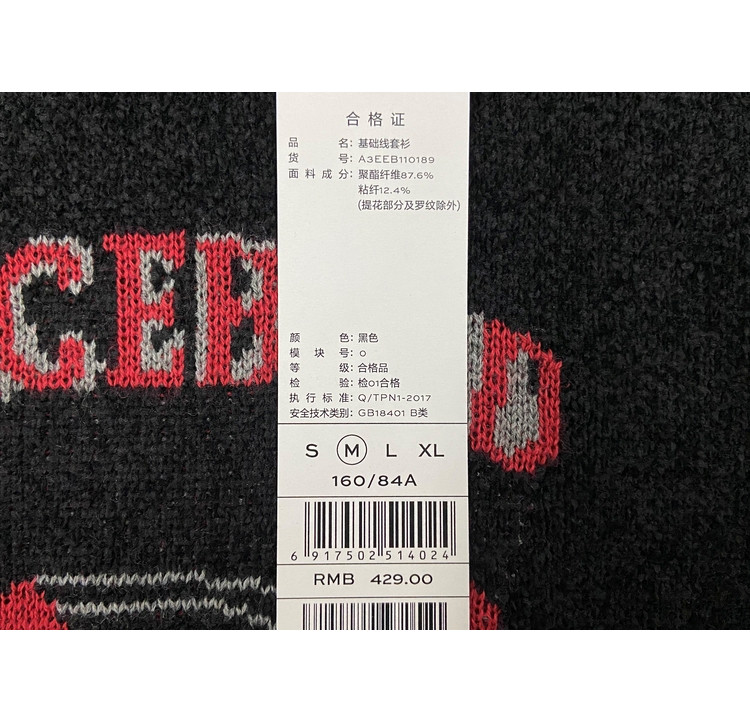 合格证
品 名: 基础线套衫
货 号: A3EEB110189
面料成分: 聚酯纤维87.6%
粘纤12.4%
(提花部分及罗纹除外)
CEB
颜 色: 黑色
模 块 号: 0
等 级: 合格品
检 验: 检01合格
执行标准: Q/TPN1-2017
安全技术类别: GB18401 B类
S M L XL
160/84A
6 917502 514024
RMB 429.00